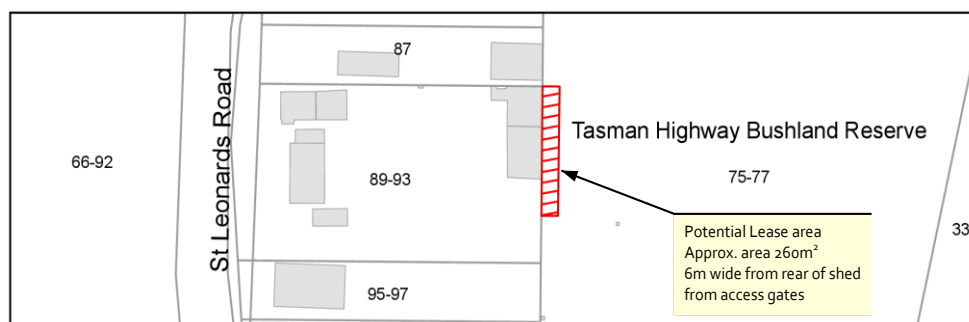 87
St Leonards Road
Tasman Highway Bushland Reserve
66-92
89-93
75-77
Potential Lease area
Approx. area 260m²
6m wide from rear of shed
from access gates
33
95-97